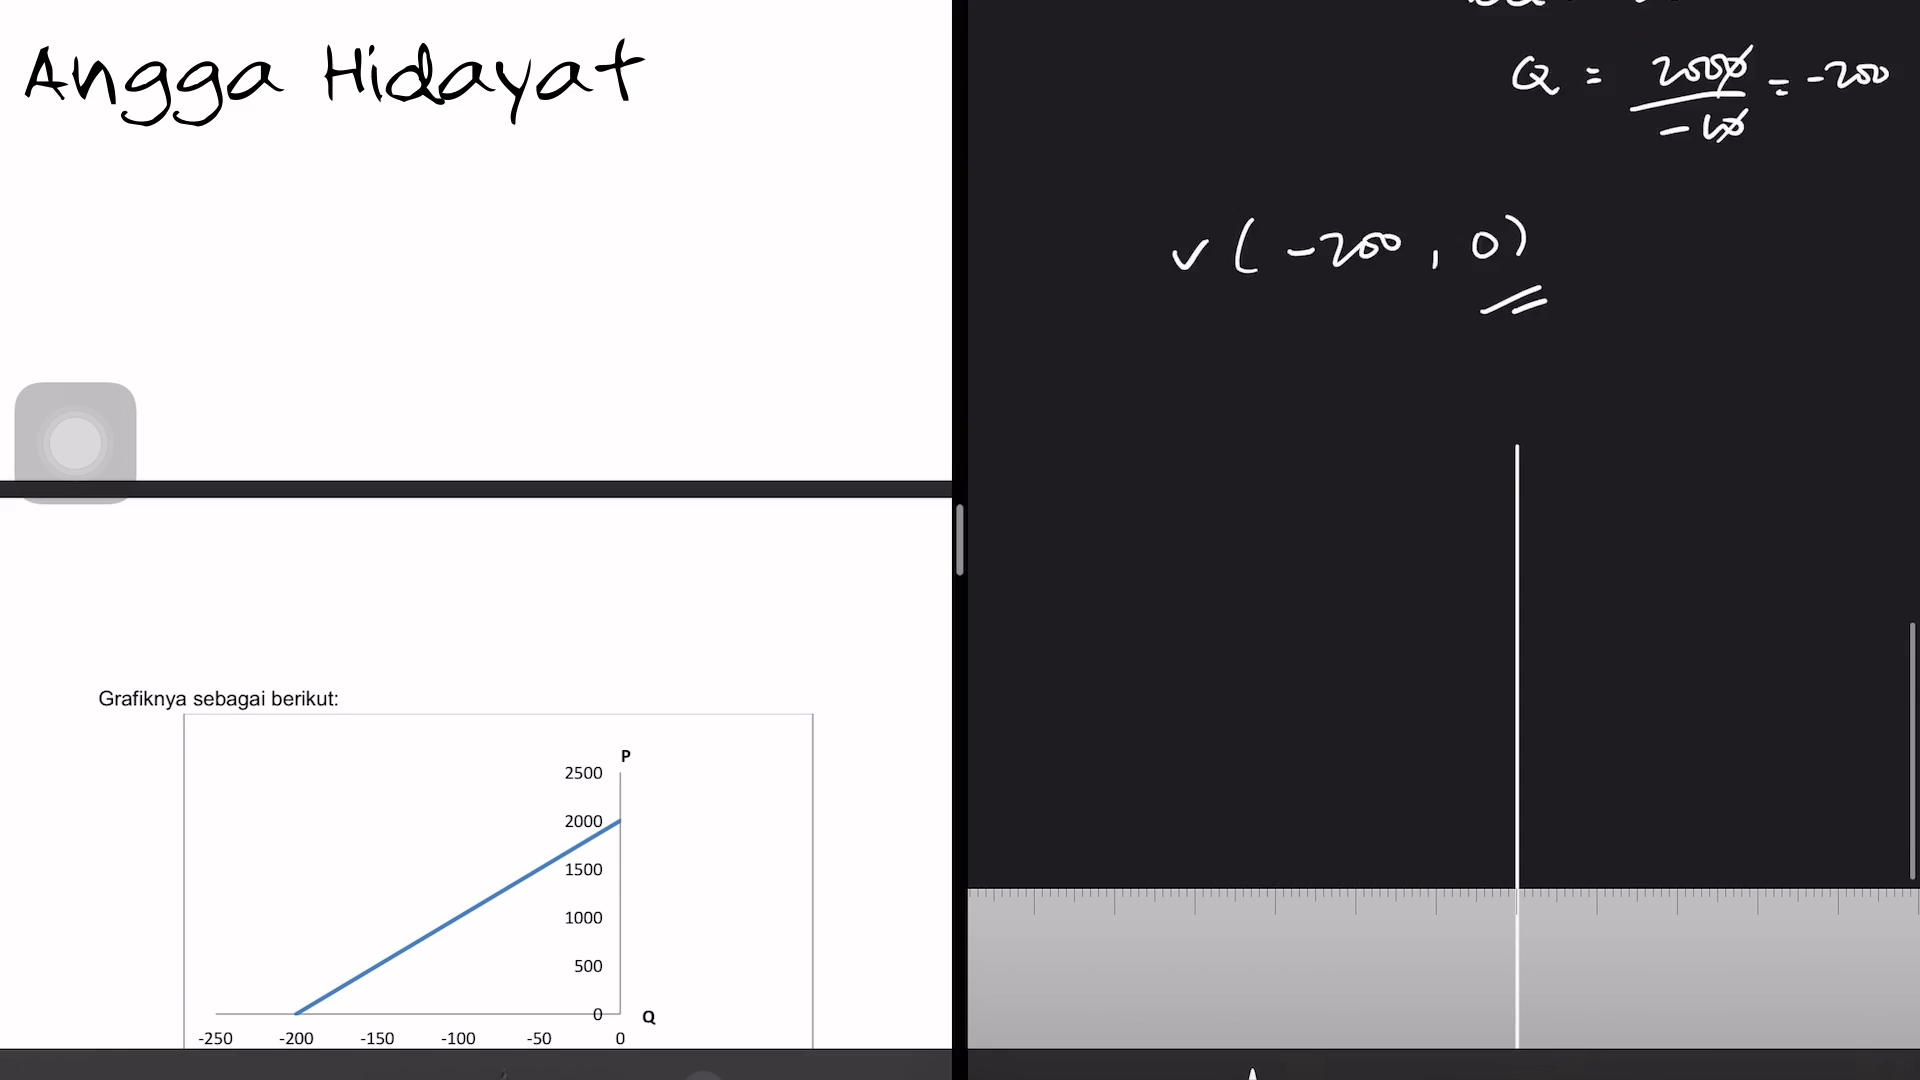 Angga Hidayat
Grafiknya sebagai berikut:
P
2500
2000
1500
1000
500
0
Q
-250 -200 -150 -100 -50 0
Q = 2000 / -10 = -200
✓ ( -200 , 0)